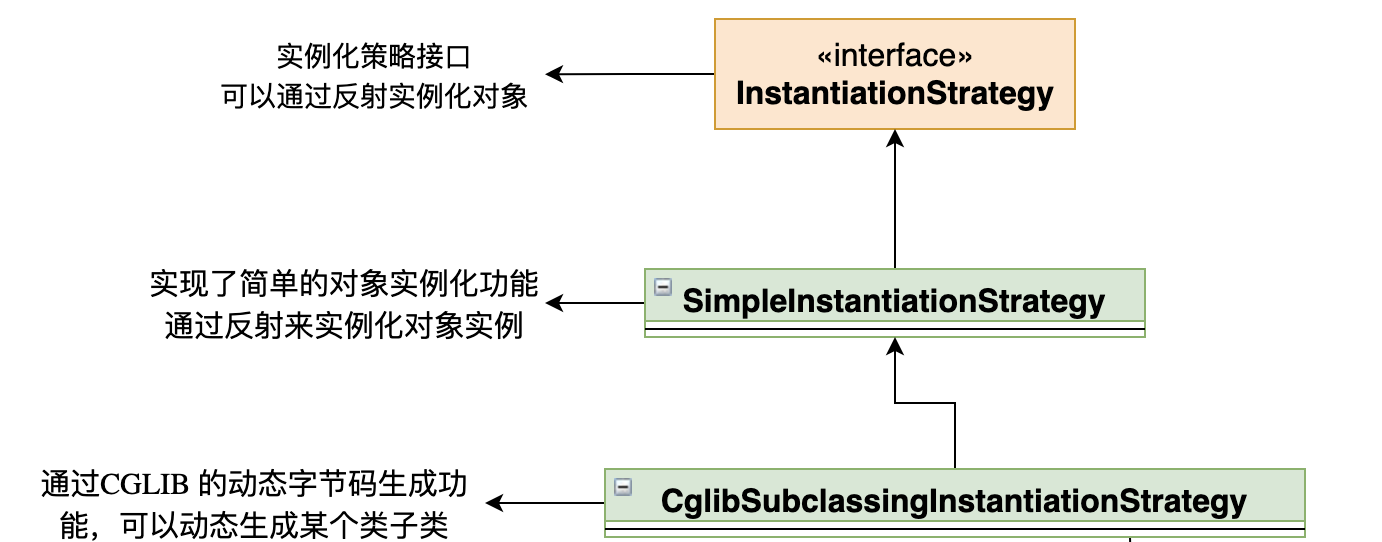 实例化策略接口
可以通过反射实例化对象
«interface»
InstantiationStrategy
实现了简单的对象实例化功能
通过反射来实例化对象实例
SimpleInstantiationStrategy
通过CGLIB 的动态字节码生成功
能，可以动态生成某个类子类
CglibSubclassingInstantiationStrategy